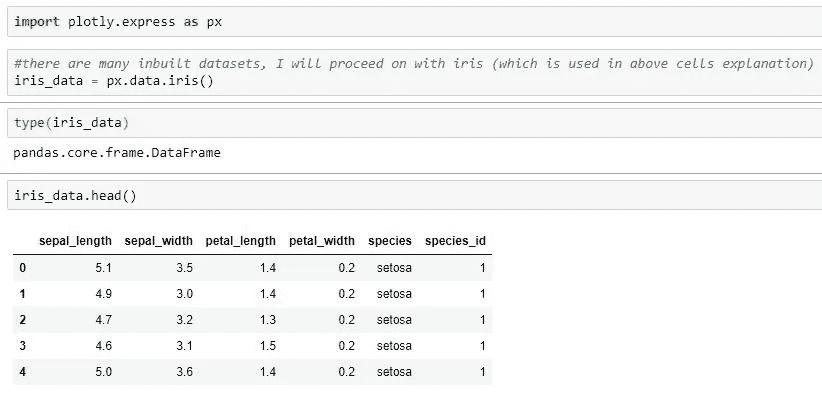 import plotly.express as px
#there are many inbuilt datasets, I will proceed on with iris (which is used in above cells explanation)
iris_data = px.data.iris()
type(iris_data)
pandas.core.frame.DataFrame
iris_data.head()
sepal_length sepal_width petal_length petal_width species species_id
0 5.1 3.5 1.4 0.2 setosa 1
1 4.9 3.0 1.4 0.2 setosa 1
2 4.7 3.2 1.3 0.2 setosa 1
3 4.6 3.1 1.5 0.2 setosa 1
4 5.0 3.6 1.4 0.2 setosa 1